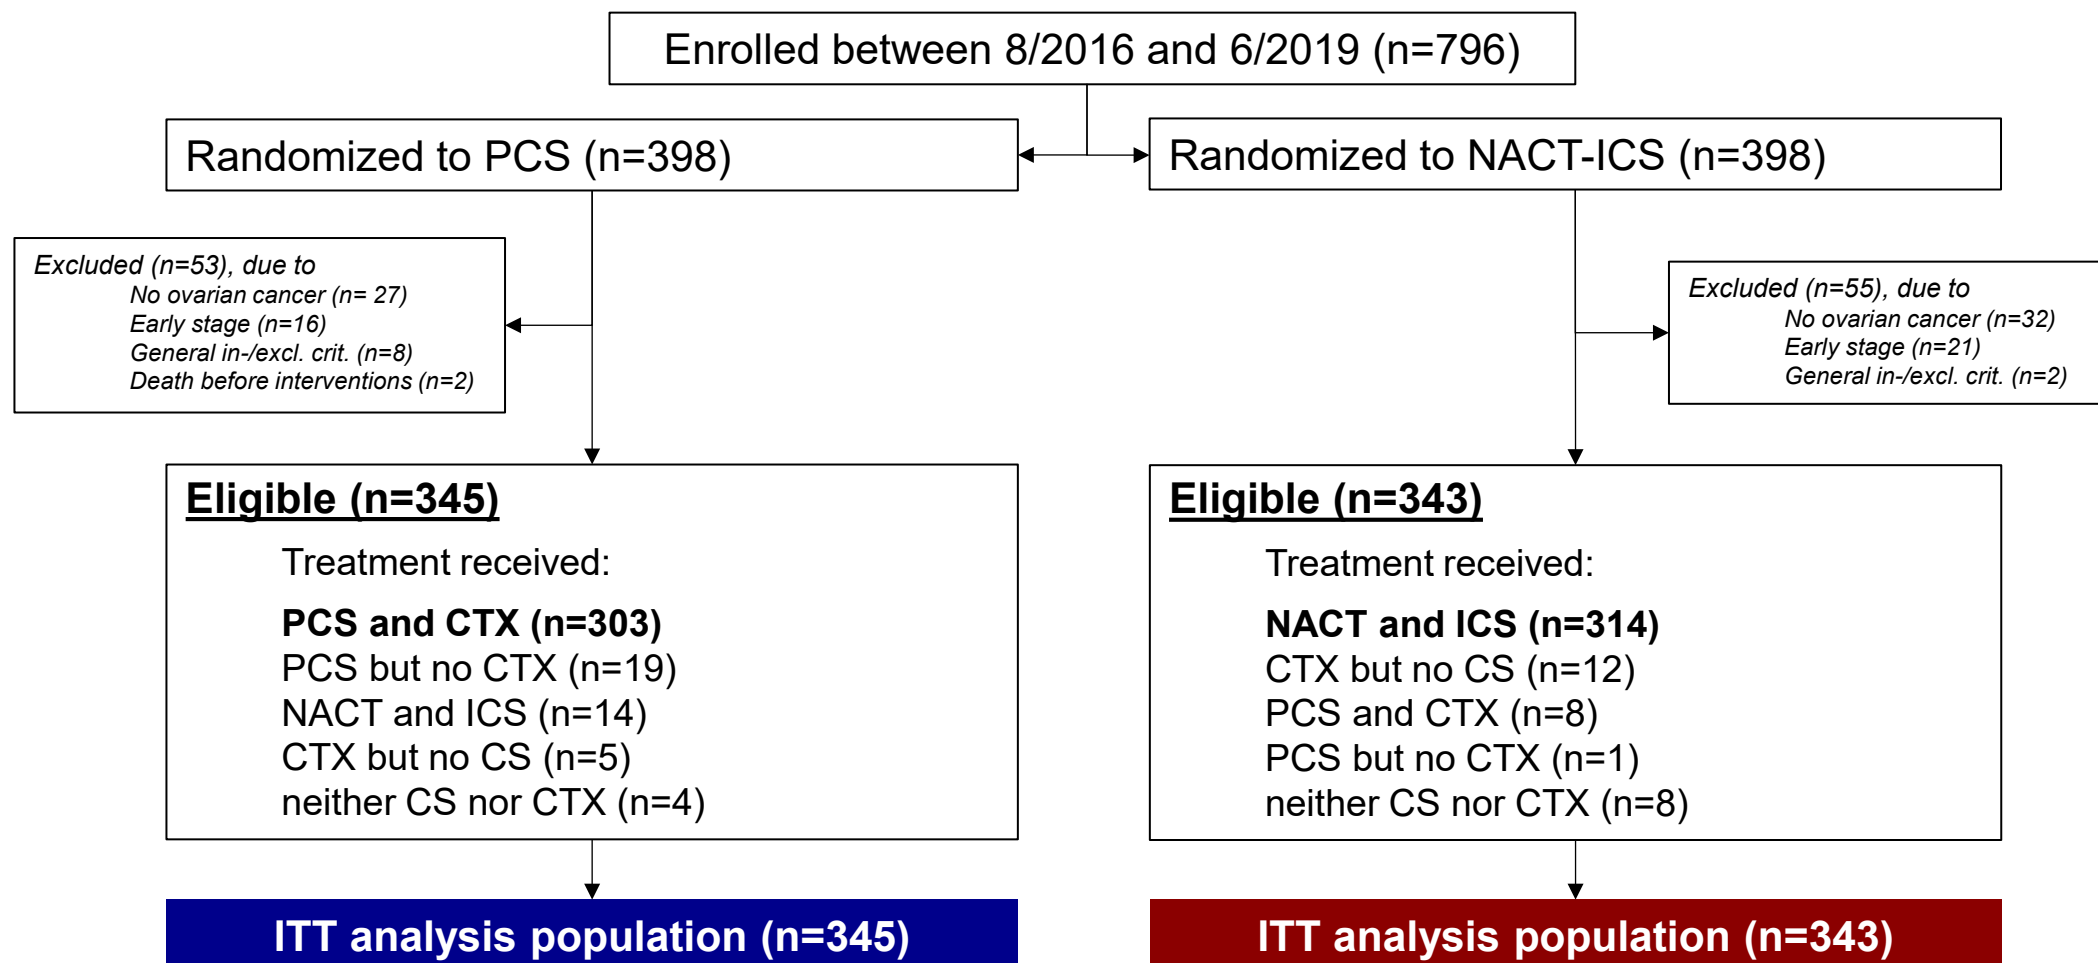 Enrolled between 8/2016 and 6/2019 (n=796)
Randomized to PCS (n=398)
Randomized to NACT-ICS (n=398)
Excluded (n=53), due to
No ovarian cancer (n= 27)
Early stage (n=16)
General in-/excl. crit. (n=8)
Death before interventions (n=2)
Excluded (n=55), due to
No ovarian cancer (n=32)
Early stage (n=21)
General in-/excl. crit. (n=2)
Eligible (n=345)
Treatment received:
PCS and CTX (n=303)
PCS but no CTX (n=19)
NACT and ICS (n=14)
CTX but no CS (n=5)
neither CS nor CTX (n=4)
Eligible (n=343)
Treatment received:
NACT and ICS (n=314)
CTX but no CS (n=12)
PCS and CTX (n=8)
PCS but no CTX (n=1)
neither CS nor CTX (n=8)
ITT analysis population (n=345)
ITT analysis population (n=343)